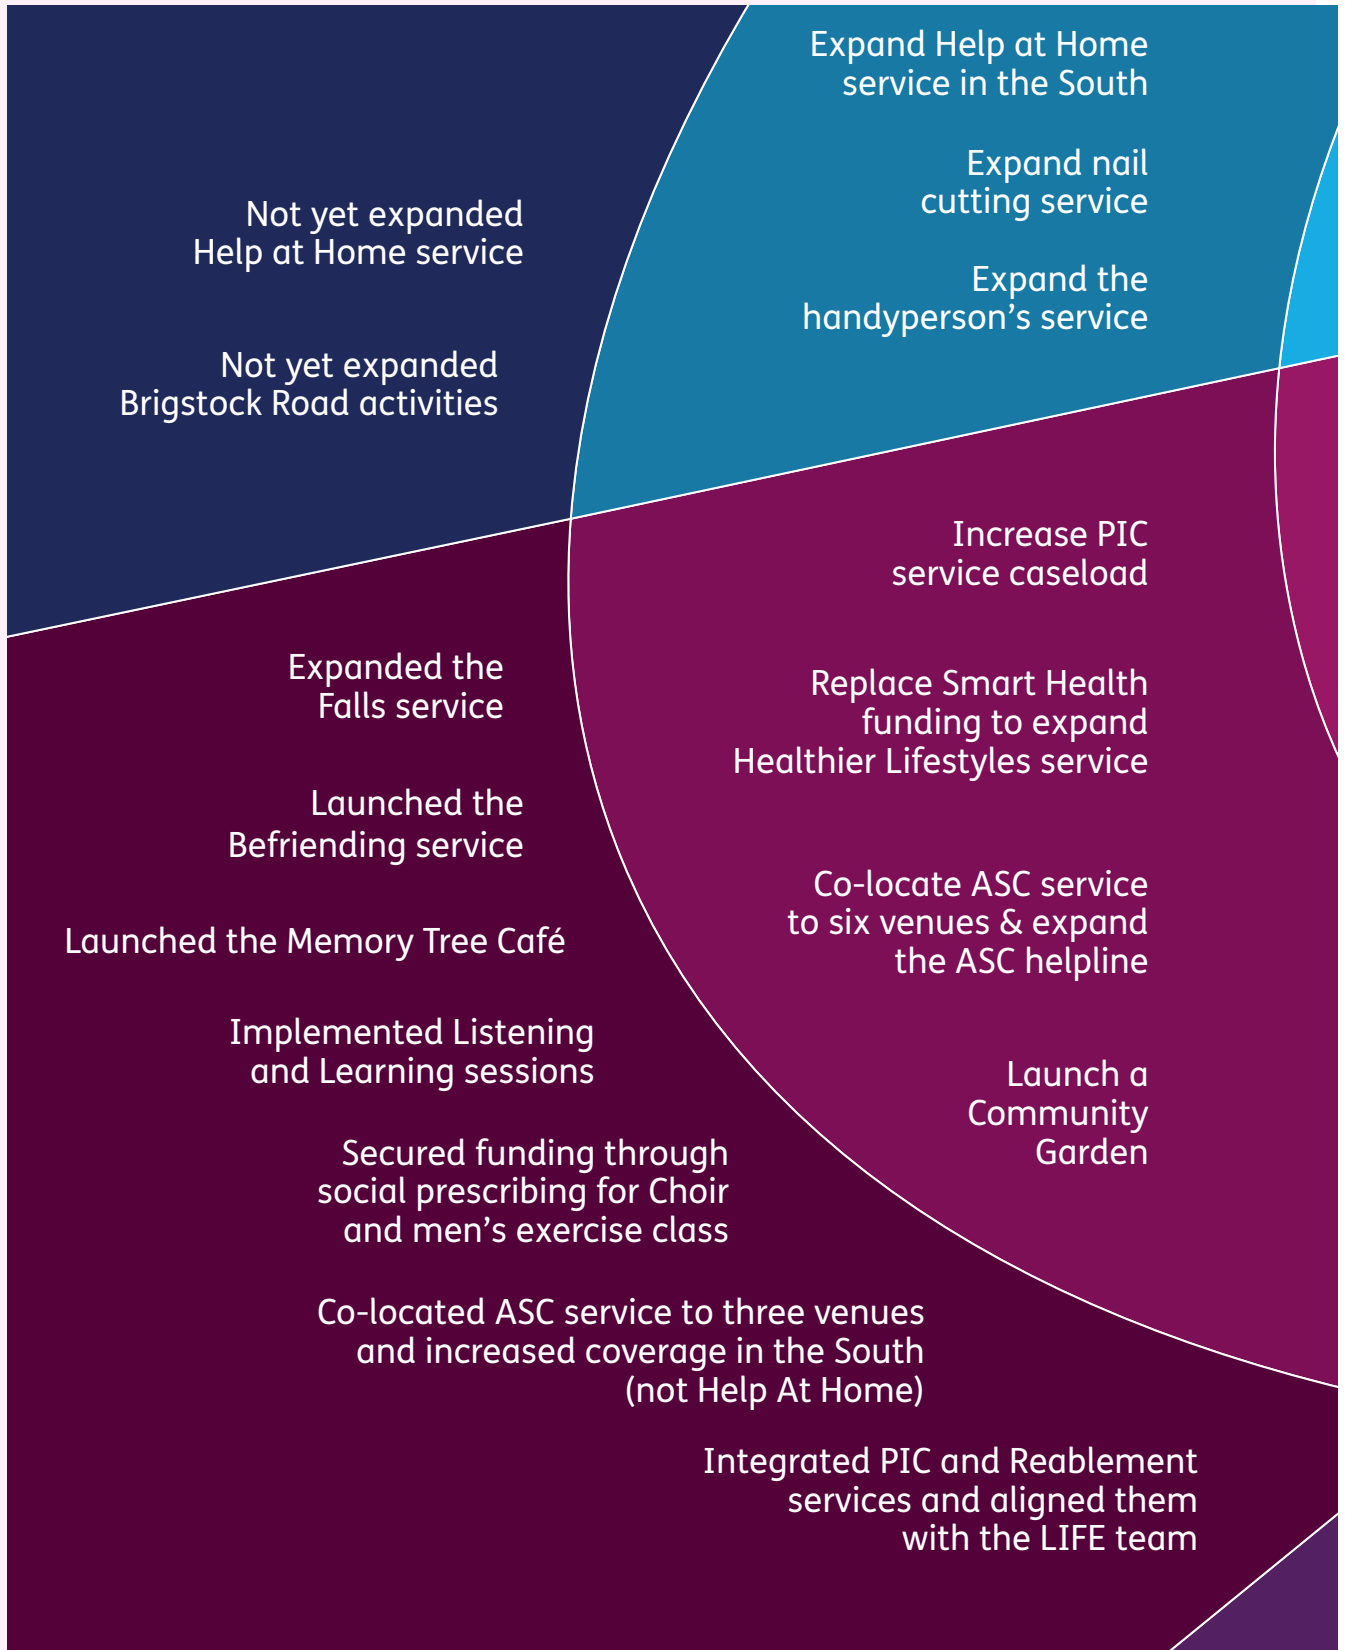 Expand Help at Home
service in the South
Expand nail
cutting service
Expand the
handyperson’s service
Not yet expanded
Help at Home service
Not yet expanded
Brigstock Road activities
Increase PIC
service caseload
Replace Smart Health
funding to expand
Healthier Lifestyles service
Co-locate ASC service
to six venues & expand
the ASC helpline
Launch a
Community
Garden
Expanded the
Falls service
Launched the
Befriending service
Launched the Memory Tree Café
Implemented Listening
and Learning sessions
Secured funding through
social prescribing for Choir
and men’s exercise class
Co-located ASC service to three venues
and increased coverage in the South
(not Help At Home)
Integrated PIC and Reablement
services and aligned them
with the LIFE team